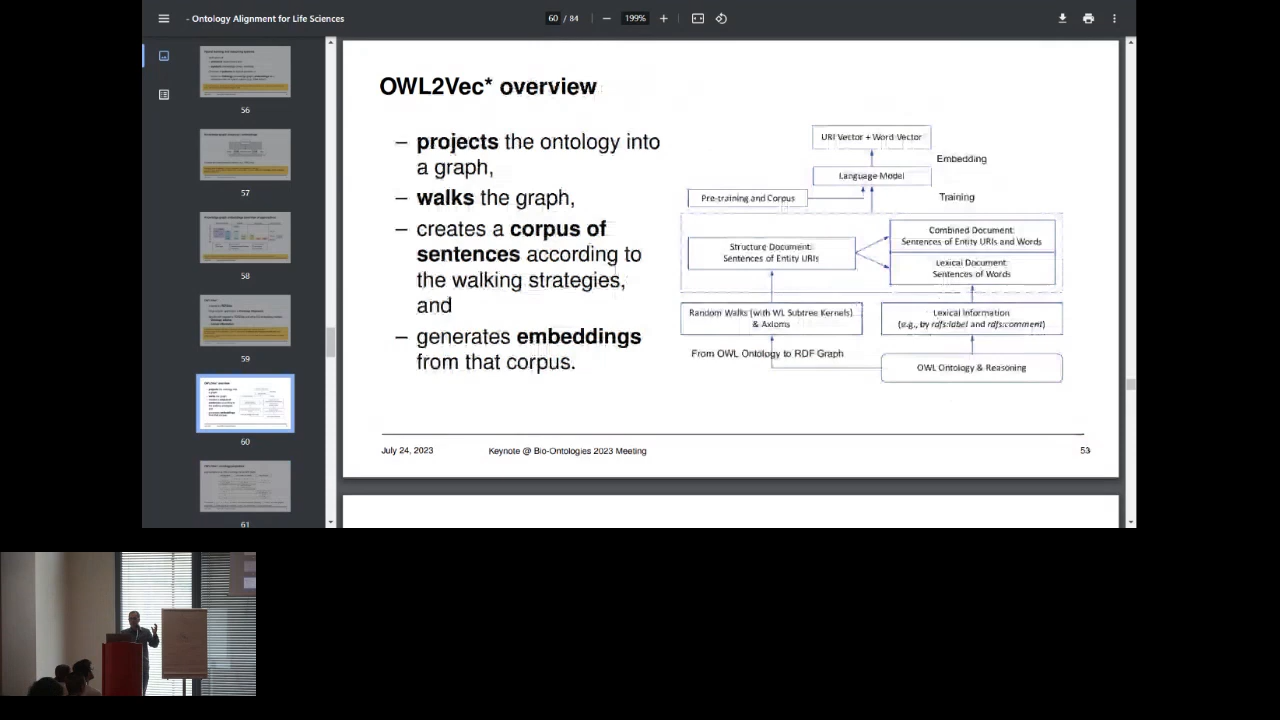 - Ontology Alignment for Life Sciences
60 / 84
199%
56
57
58
59
60
61
OWL2Vec* overview
– projects the ontology into
a graph,
– walks the graph,
– creates a corpus of
sentences according to
the walking strategies,
and
– generates embeddings
from that corpus.
URI Vector + Word Vector
Embedding
Language Model
Training
Pre-training and Corpus
Structure Document:
Sentences of Entity URIs
Combined Document:
Sentences of Entity URIs and Words
Lexical Document:
Sentences of Words
Random Walks (with WL Subtree Kernels)
& Axioms
Lexical Information
(e.g., by rdfs:label and rdfs:comment)
From OWL Ontology to RDF Graph
OWL Ontology & Reasoning
July 24, 2023
Keynote @ Bio-Ontologies 2023 Meeting
53